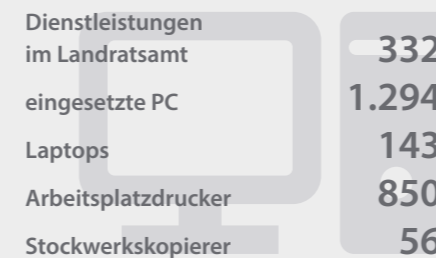 Dienstleistungen
im Landratsamt 332
eingesetzte PC 1.294
Laptops 143
Arbeitsplatzdrucker 850
Stockwerkskopierer 56